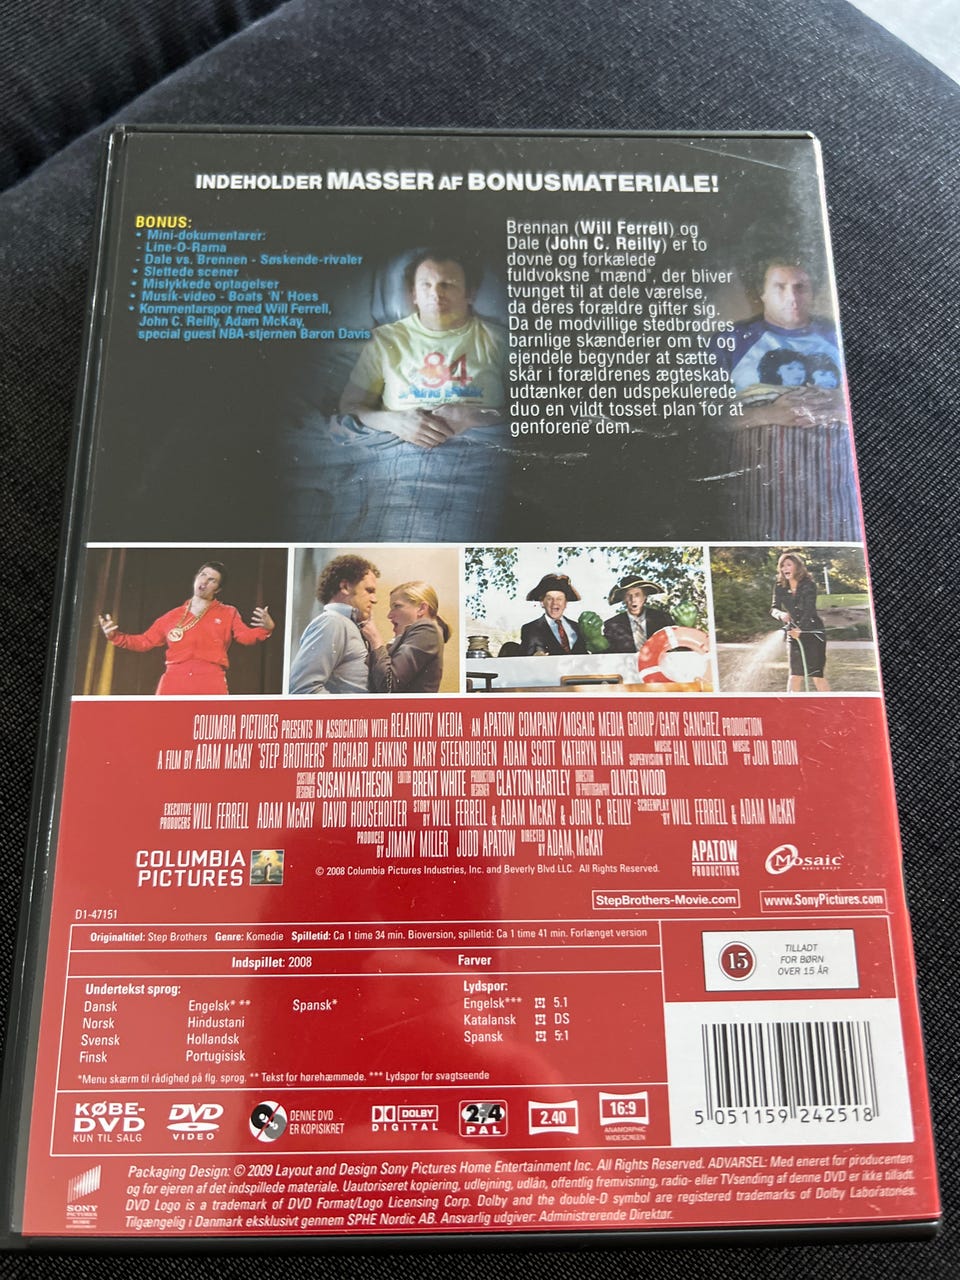 INDEHOLDER MASSER AF BONUSMATERIALE!
BONUS:
• Mini-dokumentarer:
- Line-O-Rama
- Dale vs. Brennan - Søskende-rivaler
• Slettede scener
• Mislykkede optagelser
• Musik-video - Boats 'N' Hoes
• Kommentarspor med Will Ferrell,
John C. Reilly, Adam McKay,
special guest NBA-stjernen Baron Davis
Brennan (Will Ferrell) og
Dale (John C. Reilly) er to
dovne og forkælede
fuldvoksne "mænd", der bliver
tvunget til at dele værelse,
da deres forældre gifter sig.
Da de modvillige stedbrødres
barnlige skænderier om tv og
ejendele begynder at sætte
skår i forældrenes ægteskab,
udtænker den udspekulerede
duo en vildt tosset plan for at
genforene dem.
84
COLUMBIA PICTURES PRESENTS IN ASSOCIATION WITH RELATIVITY MEDIA AN APATOW COMPANY/MOSAIC MEDIA GROUP/GARY SANCHEZ PRODUCTION
A FILM BY ADAM McKAY 'STEP BROTHERS' RICHARD JENKINS MARY STEENBURGEN ADAM SCOTT KATHRYN HAHN MUSIC SUPERVISION BY HAL WILLNER MUSIC BY JON BRION
COSTUME DESIGNER SUSAN MATHESON EDITOR BRENT WHITE PRODUCTION DESIGNER CLAYTON HARTLEY DIRECTOR OF PHOTOGRAPHY OLIVER WOOD
EXECUTIVE PRODUCERS WILL FERRELL ADAM McKAY DAVID HOUSEHOLTER STORY BY WILL FERRELL & ADAM McKAY & JOHN C. REILLY SCREENPLAY BY WILL FERRELL & ADAM McKAY
PRODUCED BY JIMMY MILLER JUDD APATOW DIRECTED BY ADAM McKAY
COLUMBIA
PICTURES
© 2008 Columbia Pictures Industries, Inc. and Beverly Blvd LLC. All Rights Reserved.
APATOW
PRODUCTIONS
Mosaic
MEDIA GROUP
StepBrothers-Movie.com
www.SonyPictures.com
D1-47151
Originaltitel: Step Brothers Genre: Komedie Spilletid: Ca 1 time 34 min. Bioversion, spilletid: Ca 1 time 41 min. Forlænget version
Indspillet: 2008 Farver
15
TILLADT
FOR BØRN
OVER 15 ÅR
Undertekst sprog:
Dansk Engelsk* ** Spansk*
Norsk Hindustani
Svensk Hollandsk
Finsk Portugisisk
Lydspor:
Engelsk*** 5.1
Katalansk DS
Spansk 5:1
*Menu skærm til rådighed på flg. sprog. ** Tekst for hørehæmmede. *** Lydspor for svagtseende
KØBE-
DVD
KUN TIL SALG
DVD
VIDEO
DENNE DVD
ER KOPISIKRET
DOLBY
DIGITAL
2,4
PAL
2.40
16:9
ANAMORPHIC
WIDESCREEN
5 051159 242518
SONY
PICTURES
Packaging Design: © 2009 Layout and Design Sony Pictures Home Entertainment Inc. All Rights Reserved. ADVARSEL: Med eneret for producenten
og for ejeren af det indspillede materiale. Uautoriseret kopiering, udlejning, udlån, offentlig fremvisning, radio- eller TVsending af denne DVD er ikke tilladt.
DVD Logo is a trademark of DVD Format/Logo Licensing Corp. Dolby and the double-D symbol are registered trademarks of Dolby Laboratories.
Tilgængelig i Danmark eksklusivt gennem SPHE Nordic AB. Ansvarlig udgiver: Administrerende Direktør.